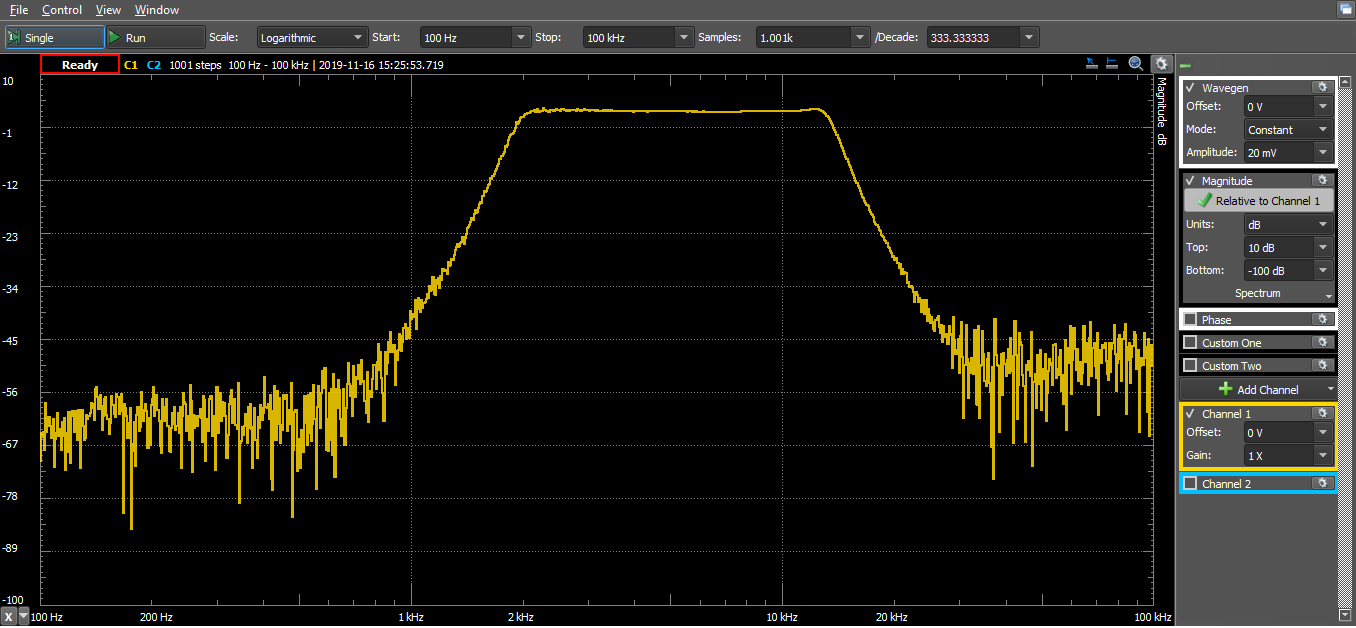 File Control View Window
Single Run Scale: Logarithmic Start: 100 Hz Stop: 100 kHz Samples: 1.001k /Decade: 333.333333
Ready C1 C2 1001 steps 100 Hz - 100 kHz | 2019-11-16 15:25:53.719
10
-1
-12
-23
-34
-45
-56
-67
-78
-89
-100
X 100 Hz 200 Hz 1 kHz 2 kHz 10 kHz 20 kHz 100 kHz
Magnitude dB
Wavegen
Offset: 0 V
Mode: Constant
Amplitude: 20 mV
Magnitude
Relative to Channel 1
Units: dB
Top: 10 dB
Bottom: -100 dB
Spectrum
Phase
Custom One
Custom Two
Add Channel
Channel 1
Offset: 0 V
Gain: 1 X
Channel 2